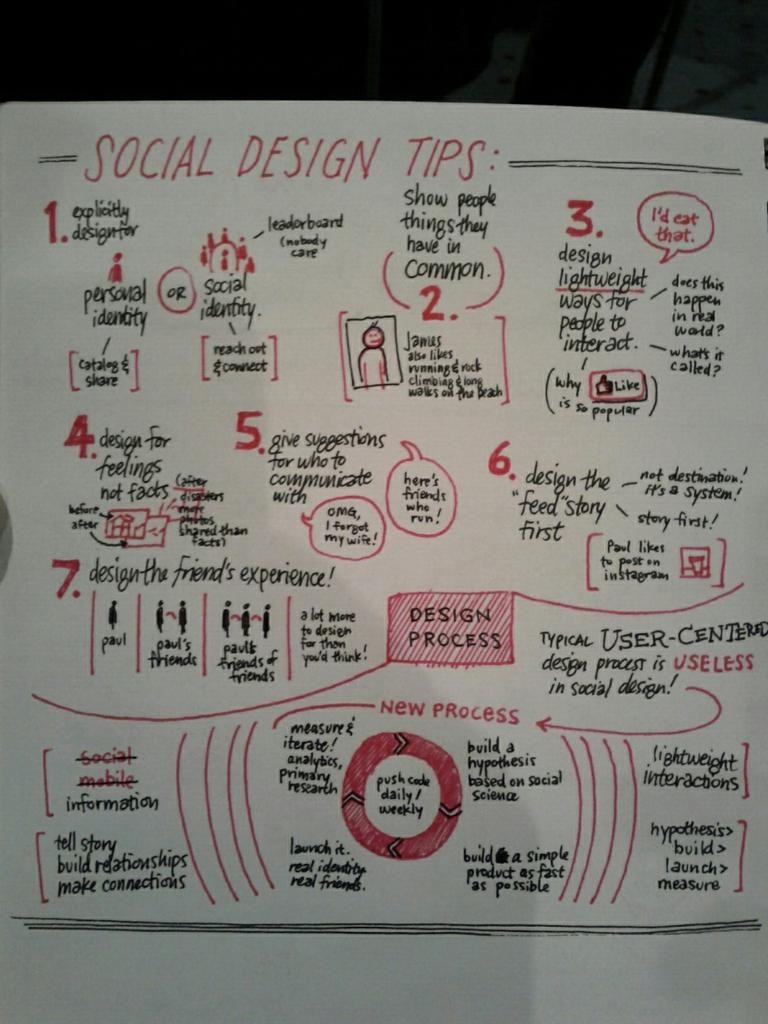 SOCIAL DESIGN TIPS:
1. explicitly
design for
personal
identity
[catalog &
share]
OR
social
identity.
leaderboard
(nobody
care
[reach out
& connect]
show people
things they
have in
common.
2.
James
also likes
running & rock
climbing & long
walks on the beach
3.
design
lightweight
ways for
people to
interact.
I'd eat
that.
does this
happen
in real
world?
what's it
called?
(why Like
is so popular)
4. design for
feelings
not facts
(after
disasters
more
photos
shared than
facts)
before
after
5. give suggestions
for who to
communicate
with
OMG,
I forgot
my wife!
here's
friends
who
run!
6. design the
"feed" story
first
not destination!
it's a system!
story first!
[Paul likes
to post on
instagram]
7. design the friend's experience!
paul
paul's
friends
paul's
friends of
friends
a lot more
to design
for than
you'd think!
DESIGN
PROCESS
TYPICAL USER-CENTERED
design process is USELESS
in social design!
NEW PROCESS
measure &
iterate!
analytics,
primary
research
push code
daily/
weekly
build a
hypothesis
based on social
science
launch it.
real identity
real friends.
build a simple
product as fast
as possible
social
mobile
information
tell story
build relationships
make connections
lightweight
interactions
hypothesis>
build>
launch>
measure